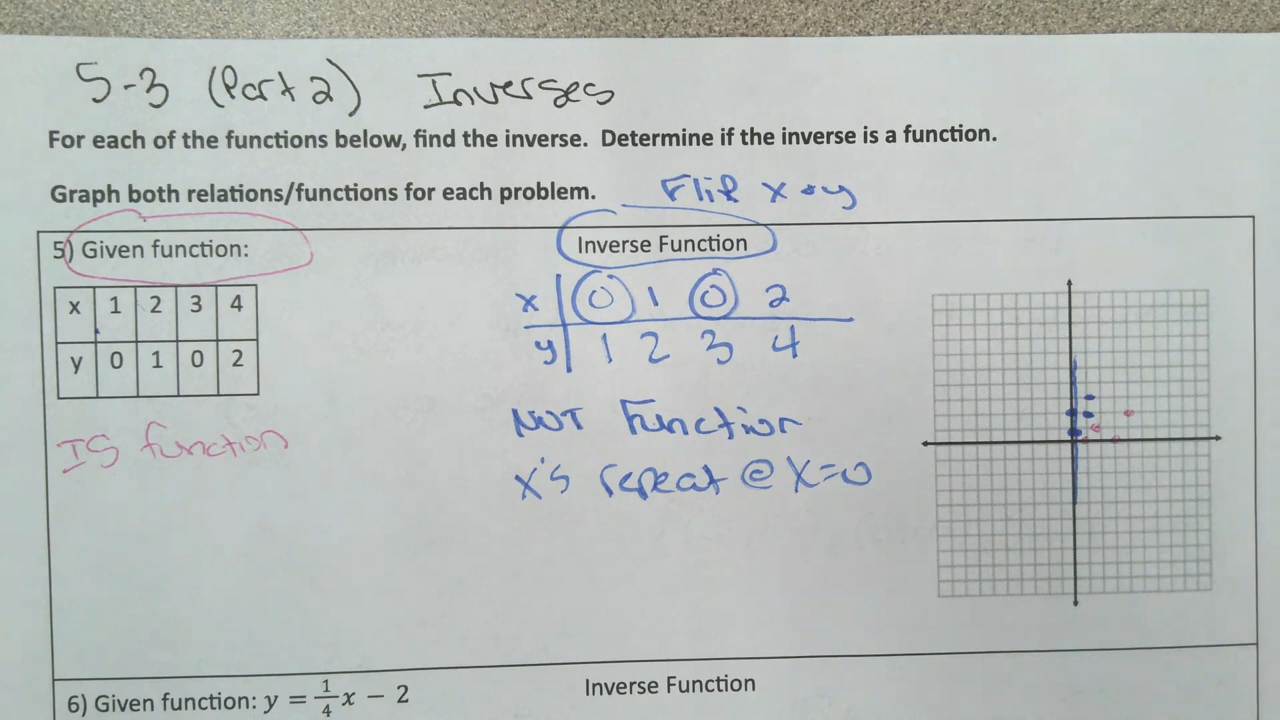 5-3 (Part 2) Inverses
For each of the functions below, find the inverse. Determine if the inverse is a function.
Graph both relations/functions for each problem. Flip x + y
5) Given function: Inverse Function
x 1 2 3 4
y 0 1 0 2
x 0 1 0 2
y 1 2 3 4
IS function
NOT Function
x's repeat @ x=0
6) Given function: y = 1/4 x − 2 Inverse Function